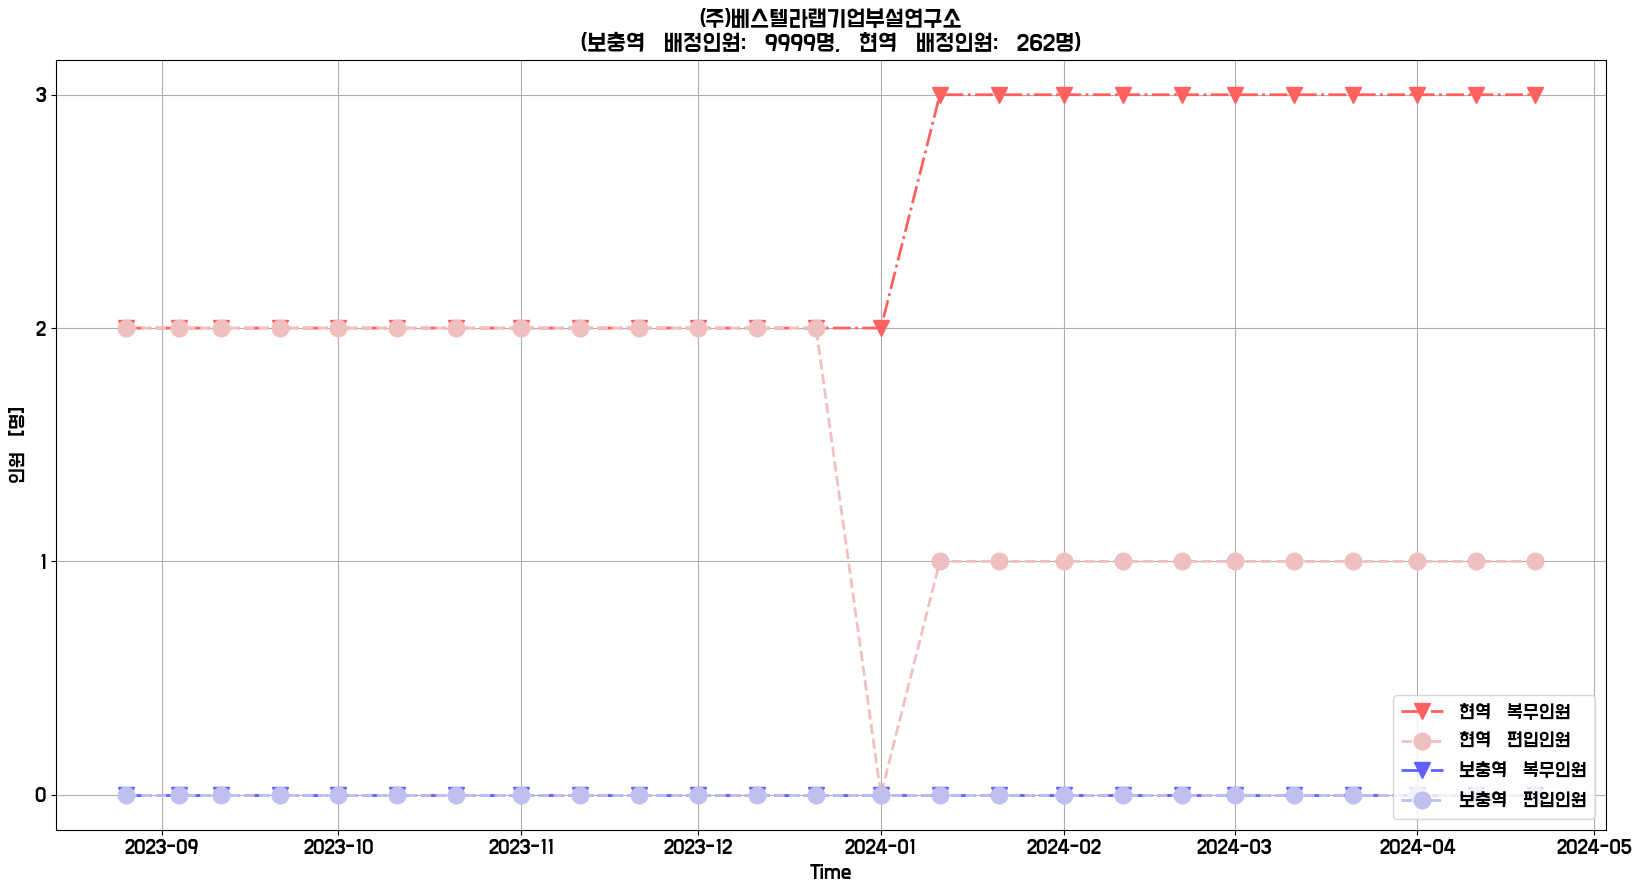 (주)베스텔라랩기업부설연구소
(보충역 배정인원: 9999명, 현역 배정인원: 262명)
3
2
1
0
인원 [명]
2023-09 2023-10 2023-11 2023-12 2024-01 2024-02 2024-03 2024-04 2024-05
Time
현역 복무인원
현역 편입인원
보충역 복무인원
보충역 편입인원